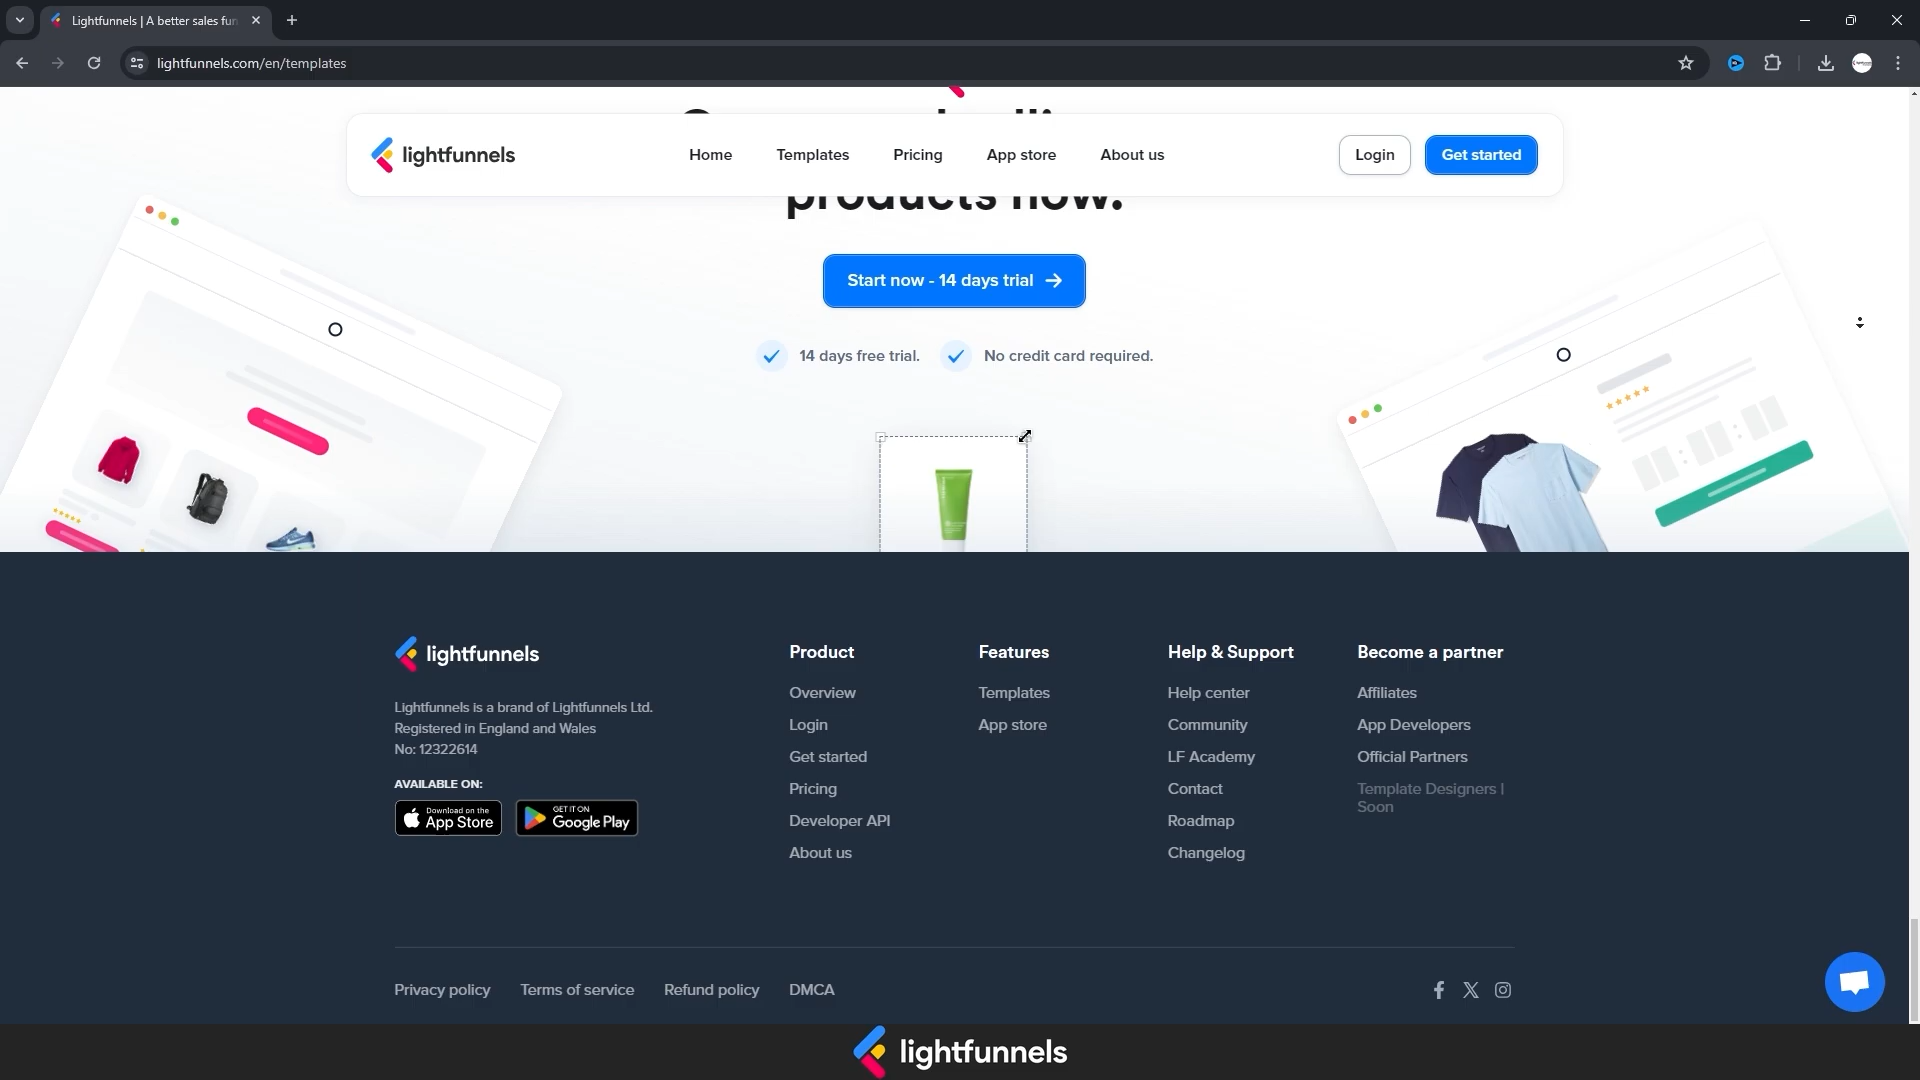 Lightfunnels | A better sales fun
lightfunnels.com/en/templates
lightfunnels
Home
Templates
Pricing
App store
About us
Login
Get started
products now.
Start now - 14 days trial
14 days free trial.
No credit card required.
lightfunnels
Lightfunnels is a brand of Lightfunnels Ltd.
Registered in England and Wales
No: 12322614
AVAILABLE ON:
Download on the
App Store
GET IT ON
Google Play
Product
Overview
Login
Get started
Pricing
Developer API
About us
Features
Templates
App store
Help & Support
Help center
Community
LF Academy
Contact
Roadmap
Changelog
Become a partner
Affiliates
App Developers
Official Partners
Template Designers |
Soon
Privacy policy
Terms of service
Refund policy
DMCA
lightfunnels